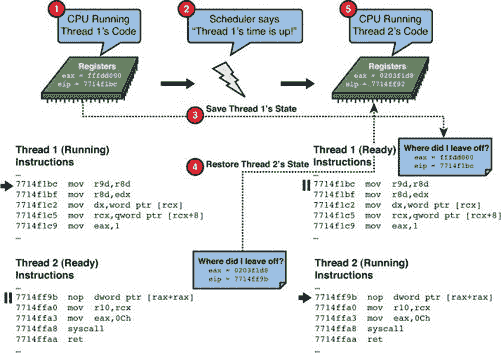 1
CPU Running
Thread 1's Code
2
Scheduler says
"Thread 1's time is up!"
5
CPU Running
Thread 2's Code
Registers
eax = fffdd000
eip = 7714f1bc
Registers
eax = 0203f1d8
eip = 7714ff92
3 Save Thread 1's State
4 Restore Thread 2's State
Thread 1 (Running)
Instructions
…
7714f1bc mov r9d,r8d
7714f1bf mov r8d,edx
7714f1c2 mov dx,word ptr [rcx]
7714f1c5 mov rcx,qword ptr [rcx+8]
7714f1c9 mov eax,1
…
Thread 1 (Ready)
Instructions
…
7714f1bc mov r9d,r8d
7714f1bf mov r8d,edx
7714f1c2 mov dx,word ptr [rcx]
7714f1c5 mov rcx,qword ptr [rcx+8]
7714f1c9 mov eax,1
…
Where did I leave off?
eax = fffdd000
eip = 7714f1bc
Thread 2 (Ready)
Instructions
…
7714ff9b nop dword ptr [rax+rax]
7714ffa0 mov r10,rcx
7714ffa3 mov eax,0Ch
7714ffa8 syscall
7714ffaa ret
…
Where did I leave off?
eax = 0203f1d8
eip = 7714ff9b
Thread 2 (Running)
Instructions
…
7714ff9b nop dword ptr [rax+rax]
7714ffa0 mov r10,rcx
7714ffa3 mov eax,0Ch
7714ffa8 syscall
7714ffaa ret
…